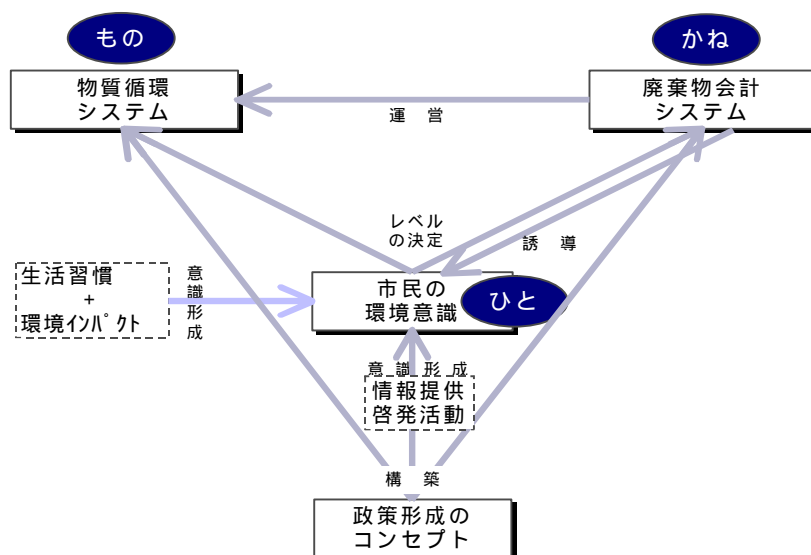 もの
かね
物質循環
システム
廃棄物会計
システム
運 営
レベル
の決定
誘 導
生活習慣
+
環境ｲﾝﾊﾟｸﾄ
意
識
形
成
市民の
環境意識
ひと
意識形成
情報提供
啓発活動
構 築
政策形成の
コンセプト